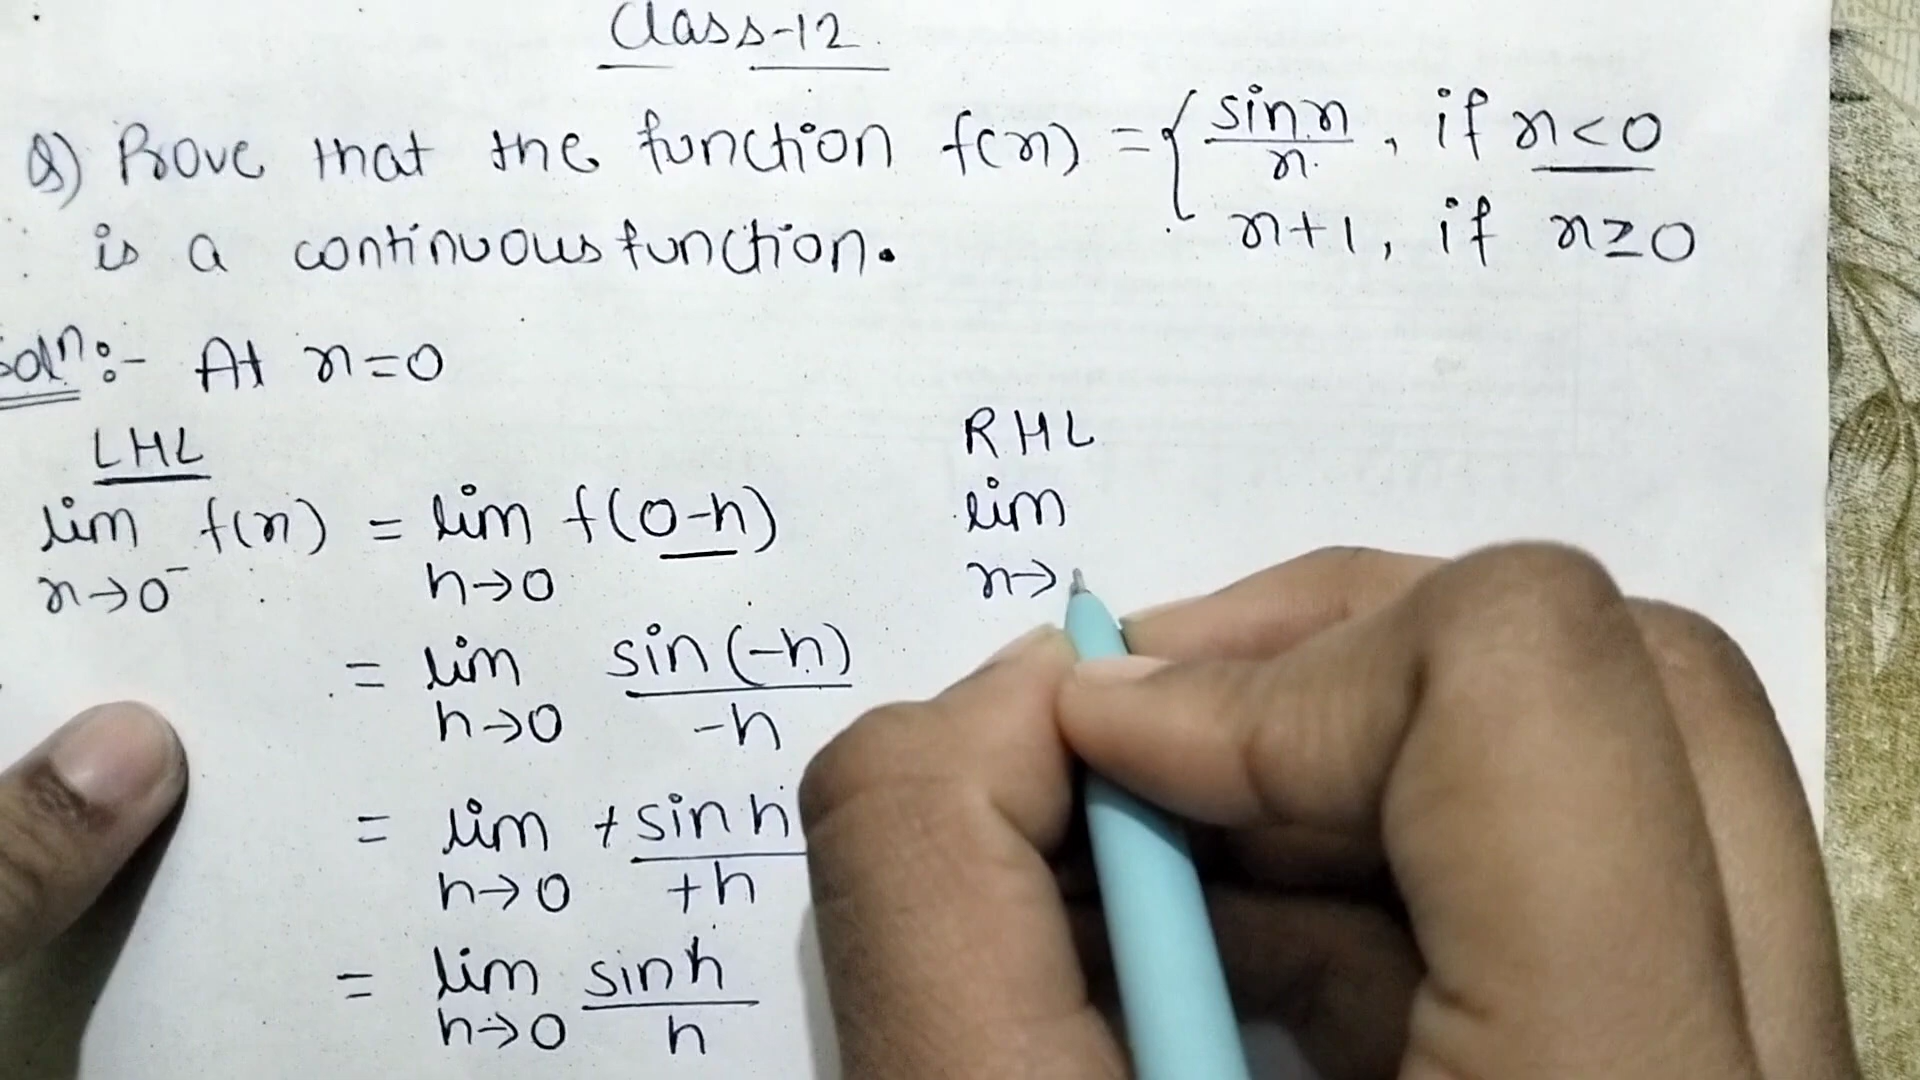 Class-12
Q) Prove that the function f(x) = { sin x / x , if x < 0
x+1, if x ≥ 0
is a continuous function.
Soln:- At x = 0
LHL
lim x→0⁻ f(x) = lim h→0 f(0-h)
= lim h→0 sin(-h) / -h
= lim h→0 + sin h / + h
= lim h→0 sin h / h
RHL
lim x→